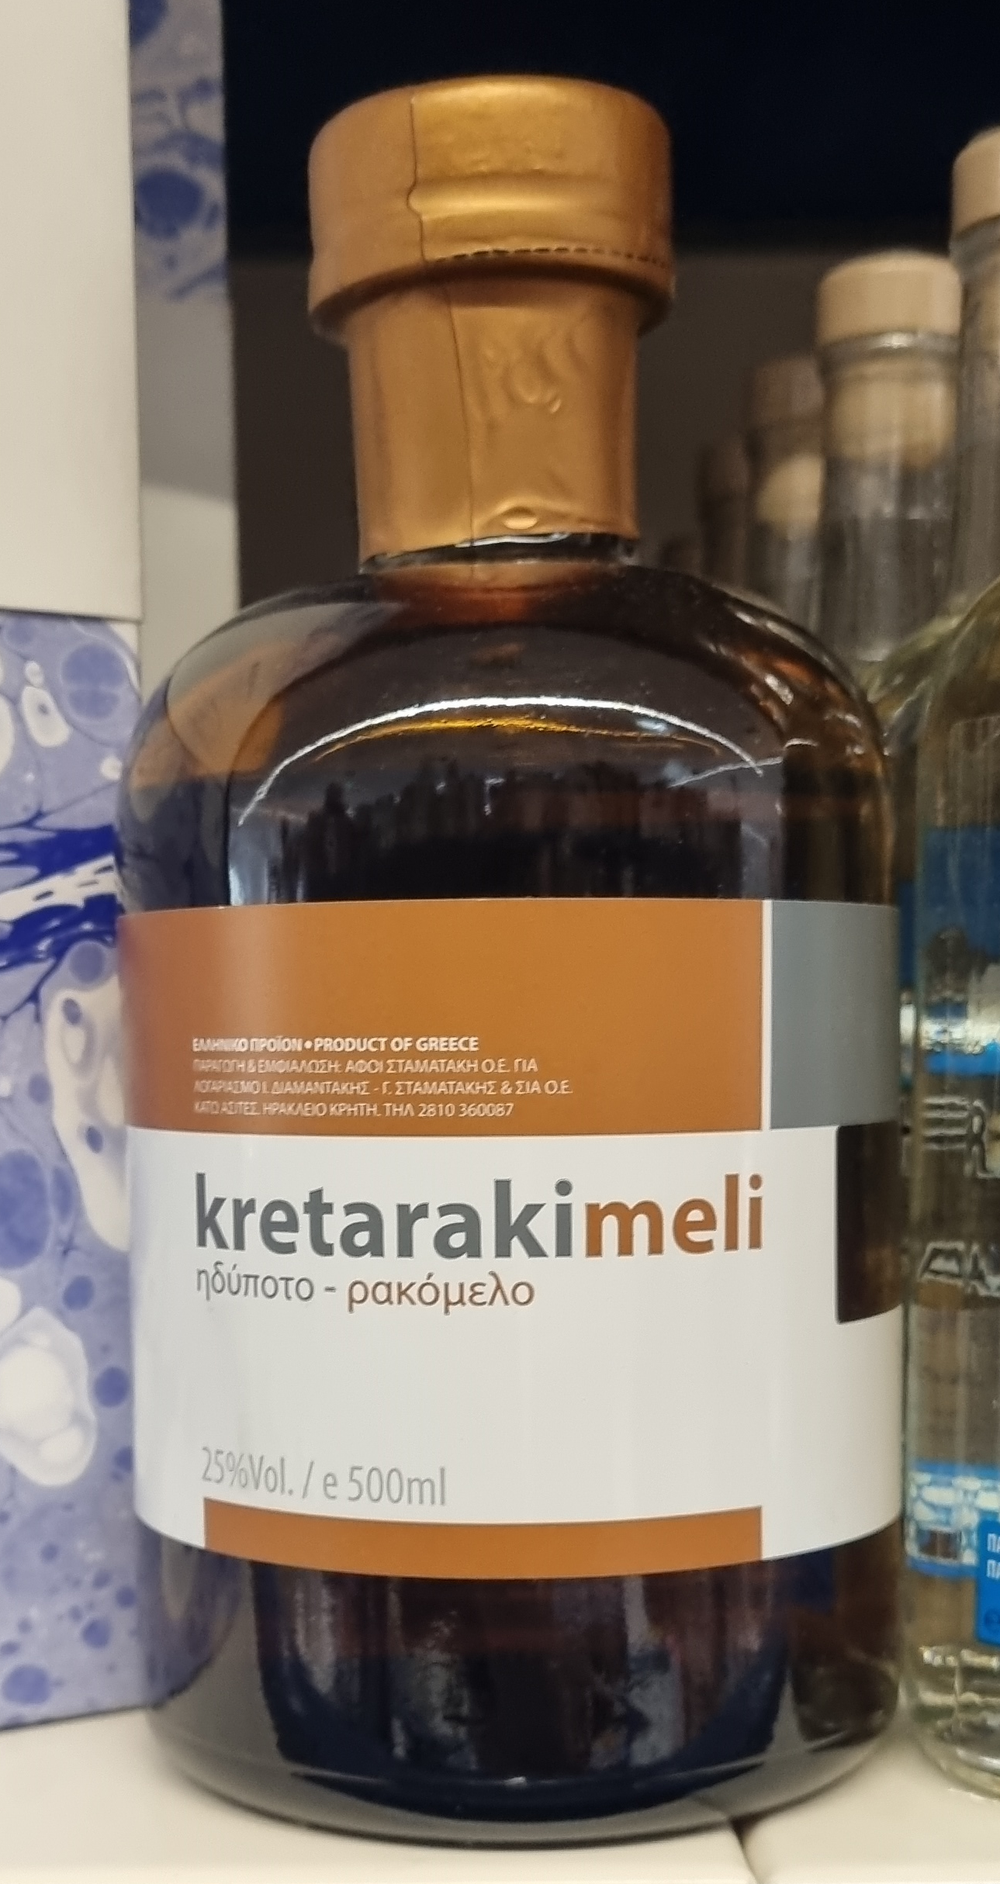 ΕΛΛΗΝΙΚΟ ΠΡΟΪΟΝ • PRODUCT OF GREECE
ΠΑΡΑΓΩΓΗ & ΕΜΦΙΑΛΩΣΗ: ΑΦΟΙ ΣΤΑΜΑΤΑΚΗ Ο.Ε. ΓΙΑ
ΛΟΓΑΡΙΑΣΜΟ Ι. ΔΙΑΜΑΝΤΑΚΗΣ - Γ. ΣΤΑΜΑΤΑΚΗΣ & ΣΙΑ Ο.Ε.
ΚΑΤΩ ΑΣΙΤΕΣ, ΗΡΑΚΛΕΙΟ ΚΡΗΤΗ. ΤΗΛ 2810 360087
kretarakimeli
ηδύποτο - ρακόμελο
25%Vol. / e 500ml